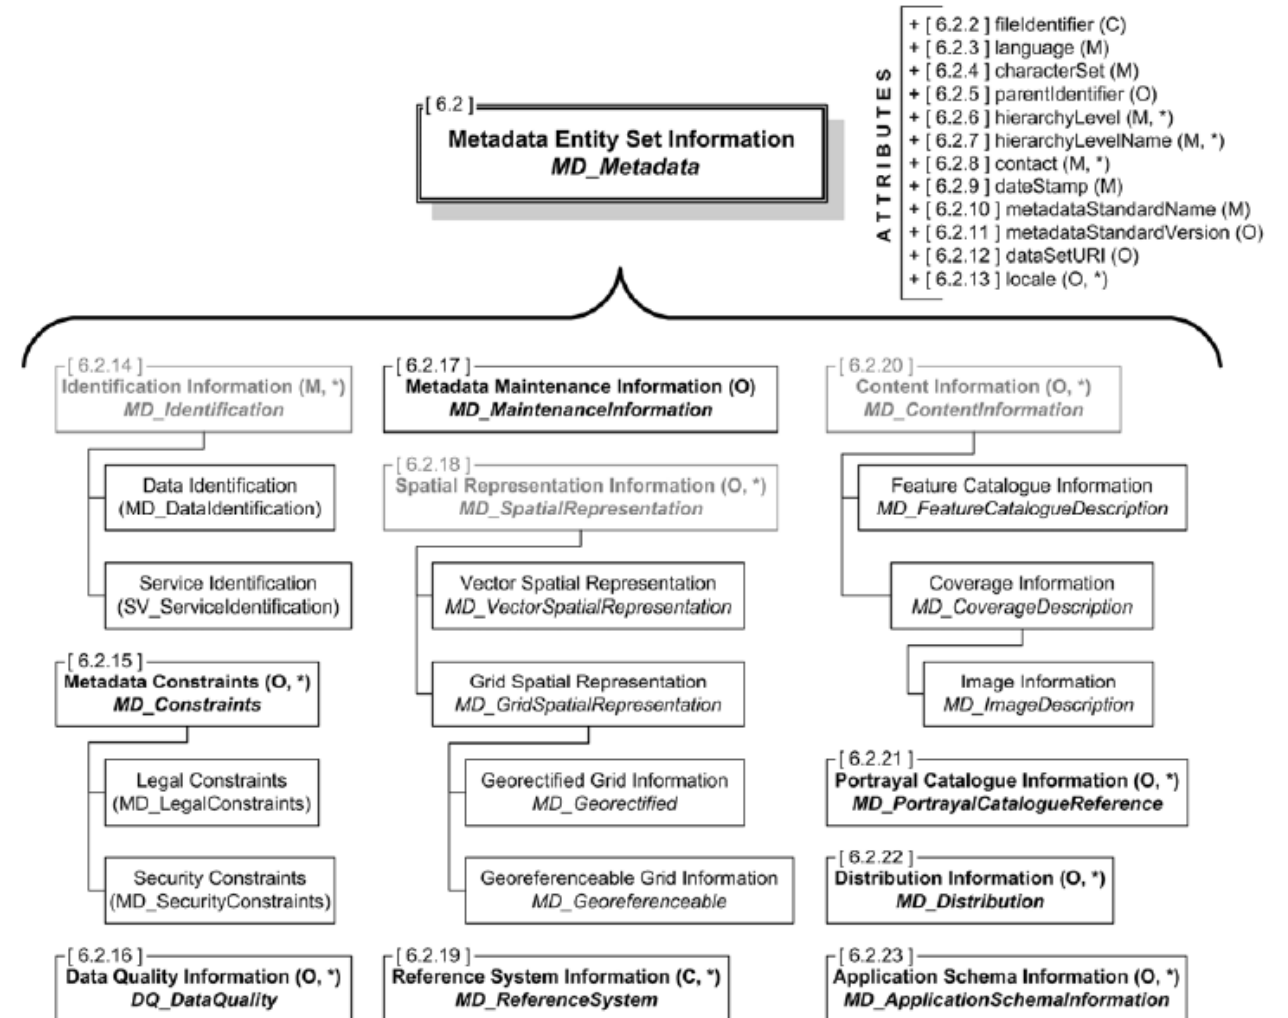 [ 6.2 ]
Metadata Entity Set Information
MD_Metadata
ATTRIBUTES
+ [ 6.2.2 ] fileIdentifier (C)
+ [ 6.2.3 ] language (M)
+ [ 6.2.4 ] characterSet (M)
+ [ 6.2.5 ] parentIdentifier (O)
+ [ 6.2.6 ] hierarchyLevel (M, *)
+ [ 6.2.7 ] hierarchyLevelName (M, *)
+ [ 6.2.8 ] contact (M, *)
+ [ 6.2.9 ] dateStamp (M)
+ [ 6.2.10 ] metadataStandardName (M)
+ [ 6.2.11 ] metadataStandardVersion (O)
+ [ 6.2.12 ] dataSetURI (O)
+ [ 6.2.13 ] locale (O, *)
[ 6.2.14 ]
Identification Information (M, *)
MD_Identification
Data Identification
(MD_DataIdentification)
Service Identification
(SV_ServiceIdentification)
[ 6.2.15 ]
Metadata Constraints (O, *)
MD_Constraints
Legal Constraints
(MD_LegalConstraints)
Security Constraints
(MD_SecurityConstraints)
[ 6.2.16 ]
Data Quality Information (O, *)
DQ_DataQuality
[ 6.2.17 ]
Metadada Maintenance Information (O)
MD_MaintenanceInformation
[ 6.2.18 ]
Spatial Representation Information (O, *)
MD_SpatialRepresentation
Vector Spatial Representation
MD_VectorSpatialRepresentation
Grid Spatial Representation
MD_GridSpatialRepresentation
Georectified Grid Information
MD_Georectified
Georeferenceable Grid Information
MD_Georeferenceable
[ 6.2.19 ]
Reference System Information (C, *)
MD_ReferenceSystem
[ 6.2.20 ]
Content Information (O, *)
MD_ContentInformation
Feature Catalogue Information
MD_FeatureCatalogueDescription
Coverage Information
MD_CoverageDescription
Image Information
MD_ImageDescription
[ 6.2.21 ]
Portrayal Catalogue Information (O, *)
MD_PortrayalCatalogueReference
[ 6.2.22 ]
Distribution Information (O, *)
MD_Distribution
[ 6.2.23 ]
Application Schema Information (O, *)
MD_ApplicationSchemaInformation